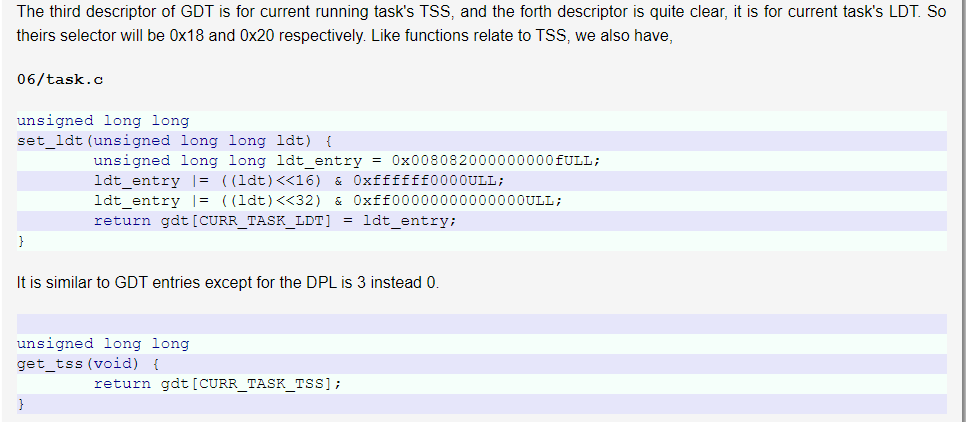 The third descriptor of GDT is for current running task's TSS, and the forth descriptor is quite clear, it is for current task's LDT. So
theirs selector will be 0x18 and 0x20 respectively. Like functions relate to TSS, we also have,
06/task.c
unsigned long long
set_ldt(unsigned long long ldt) {
        unsigned long long ldt_entry = 0x008082000000000fULL;
        ldt_entry |= ((ldt)<<16) & 0xffffff0000ULL;
        ldt_entry |= ((ldt)<<32) & 0xff00000000000000ULL;
        return gdt[CURR_TASK_LDT] = ldt_entry;
}
It is similar to GDT entries except for the DPL is 3 instead 0.
unsigned long long
get_tss(void) {
        return gdt[CURR_TASK_TSS];
}